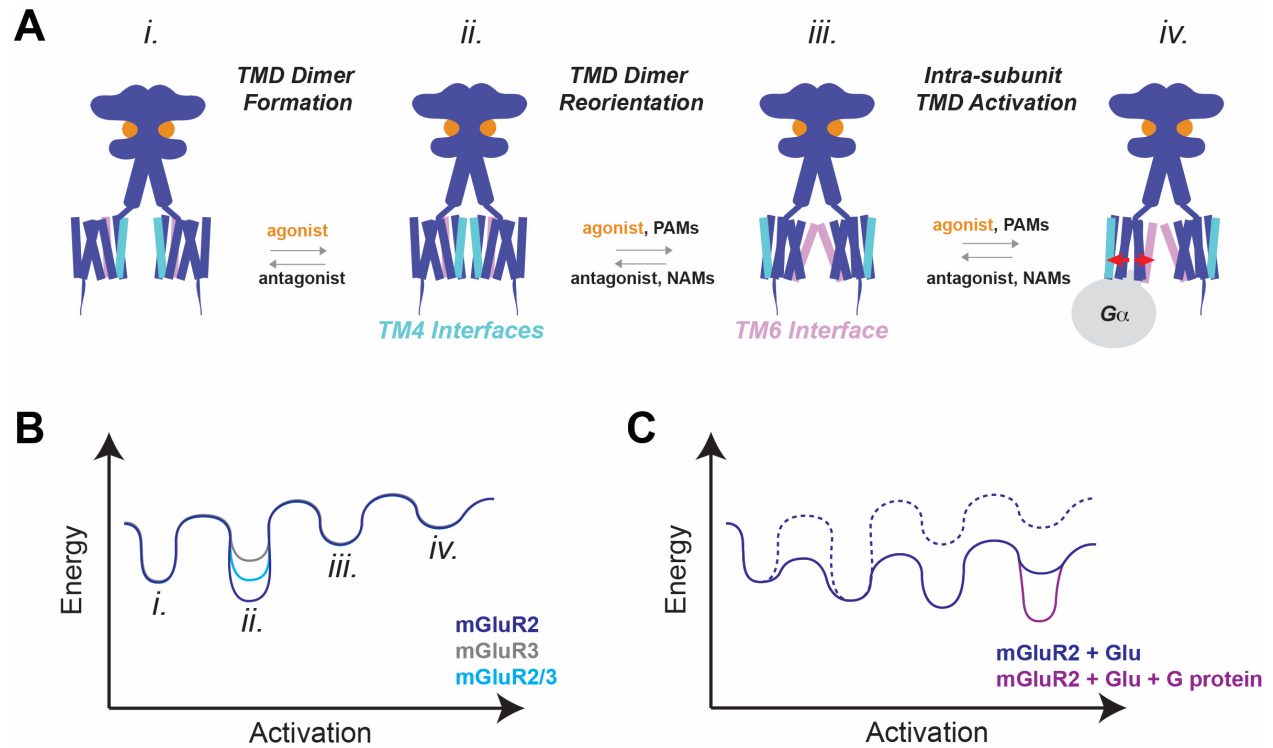 A
i.
ii.
iii.
iv.
TMD Dimer
Formation
TMD Dimer
Reorientation
Intra-subunit
TMD Activation
agonist
antagonist
agonist, PAMs
antagonist, NAMs
agonist, PAMs
antagonist, NAMs
TM4 Interfaces
TM6 Interface
Gα
B
Energy
i.
ii.
iii.
iv.
mGluR2
mGluR3
mGluR2/3
Activation
C
Energy
mGluR2 + Glu
mGluR2 + Glu + G protein
Activation